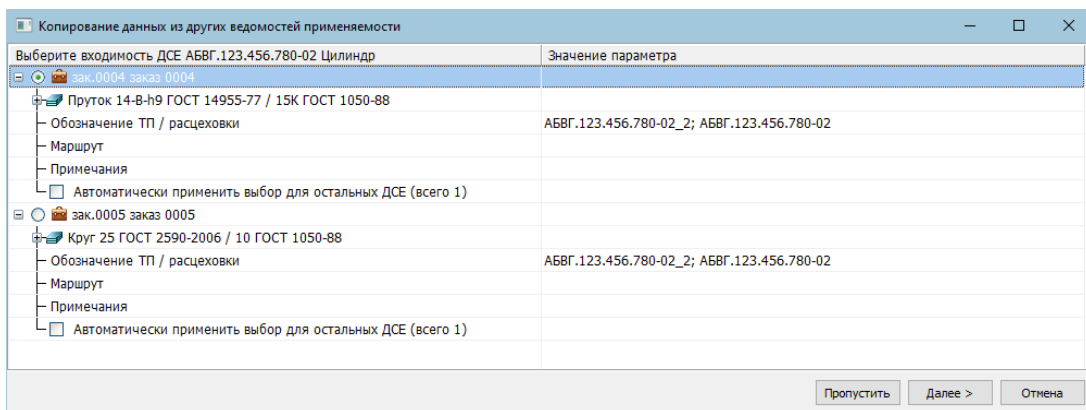 Копирование данных из других ведомостей применяемости
Выберите входимость ДСЕ АБВГ.123.456.780-02 Цилиндр Значение параметра
зак.0004 заказ 0004
Пруток 14-В-h9 ГОСТ 14955-77 / 15К ГОСТ 1050-88
Обозначение ТП / расцеховки АБВГ.123.456.780-02_2; АБВГ.123.456.780-02
Маршрут
Примечания
Автоматически применить выбор для остальных ДСЕ (всего 1)
зак.0005 заказ 0005
Круг 25 ГОСТ 2590-2006 / 10 ГОСТ 1050-88
Обозначение ТП / расцеховки АБВГ.123.456.780-02_2; АБВГ.123.456.780-02
Маршрут
Примечания
Автоматически применить выбор для остальных ДСЕ (всего 1)
Пропустить Далее > Отмена